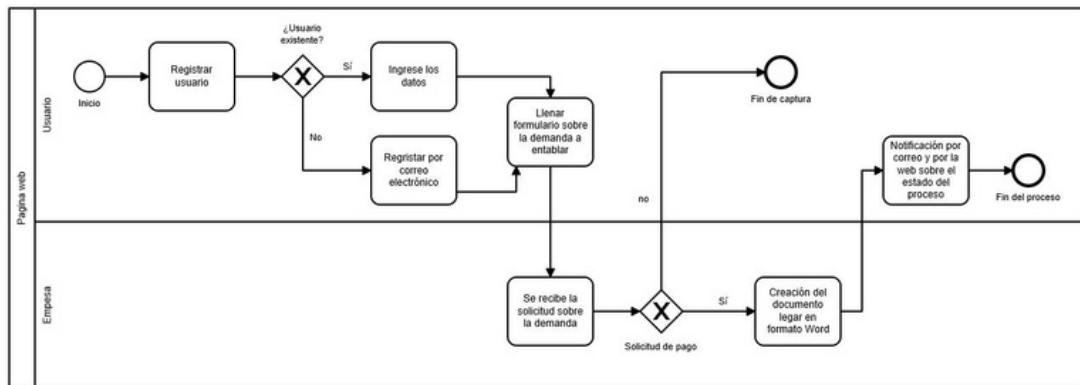 Pagina web
Usuario
Inicio
Registrar
usuario
¿Usuario
existente?
Sí
No
Ingrese los
datos
Regristar por
correo
electrónico
Llenar
formulario sobre
la demanda a
entablar
no
Fin de captura
Notificación por
correo y por la
web sobre el
estado del
proceso
Fin del proceso
Empesa
Se recibe la
solicitud sobre
la demanda
Solicitud de pago
Sí
Creación del
documento
legar en
formato Word